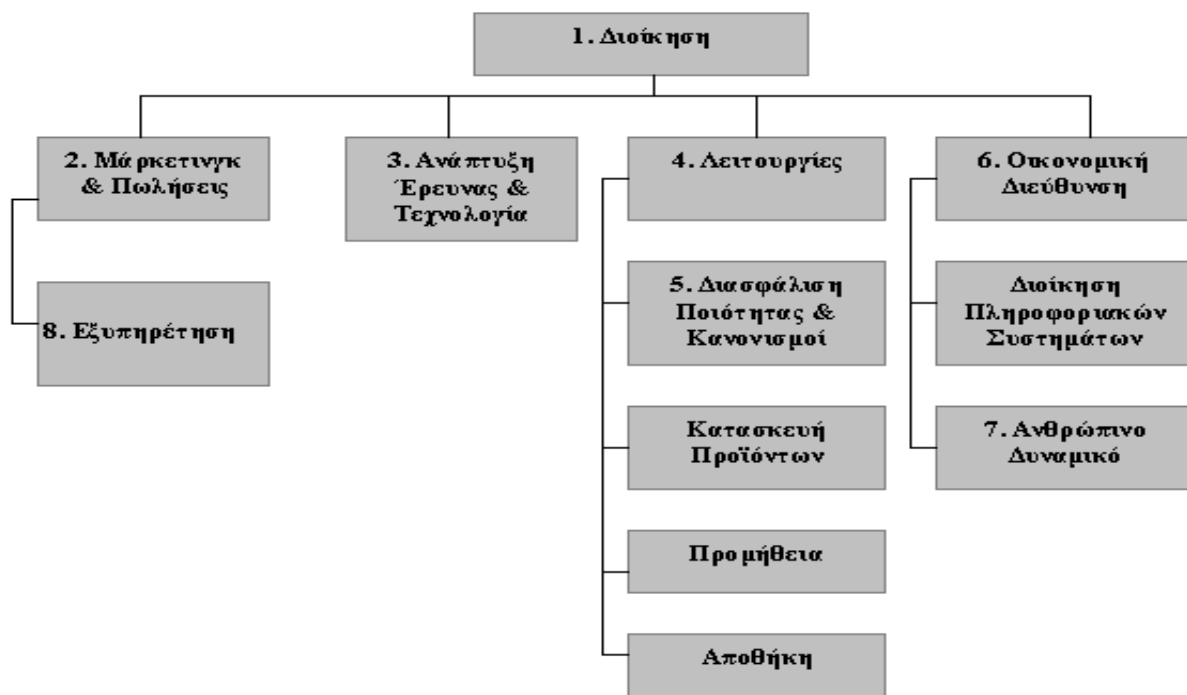 1. Διοίκηση
2. Μάρκετινγκ
& Πωλήσεις
3. Ανάπτυξη
Έρευνας &
Τεχνολογία
4. Λειτουργίες
6. Οικονομική
Διεύθυνση
8. Εξυπηρέτηση
5. Διασφάλιση
Ποιότητας &
Κανονισμοί
Διοίκηση
Πληροφοριακών
Συστημάτων
Κατασκευή
Προϊόντων
7. Ανθρώπινο
Δυναμικό
Προμήθεια
Αποθήκη